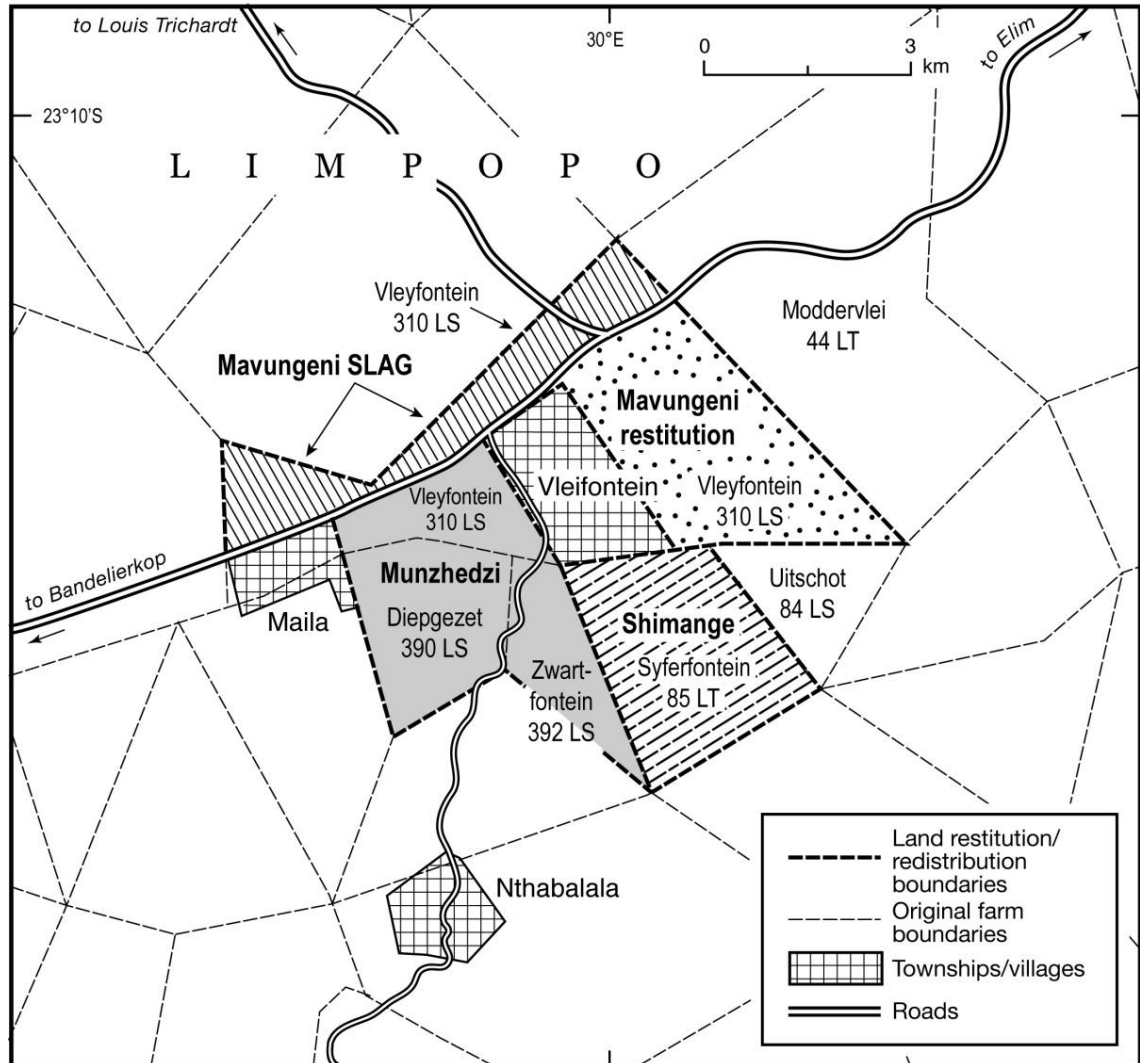 to Louis Trichardt
30°E
0 3
km
to Elim
23°10'S
LIMPOPO
Vleyfontein
310 LS
Moddervlei
44 LT
Mavungeni SLAG
Mavungeni
restitution
Vleyfontein
310 LS
Vleifontein
Vleyfontein
310 LS
to Bandelierkop
Munzhedzi
Uitschot
84 LS
Maila
Diepgezet
390 LS
Shimange
Zwart-
fontein
392 LS
Syferfontein
85 LT
Nthabalala
Land restitution/
redistribution
boundaries
Original farm
boundaries
Townships/villages
Roads